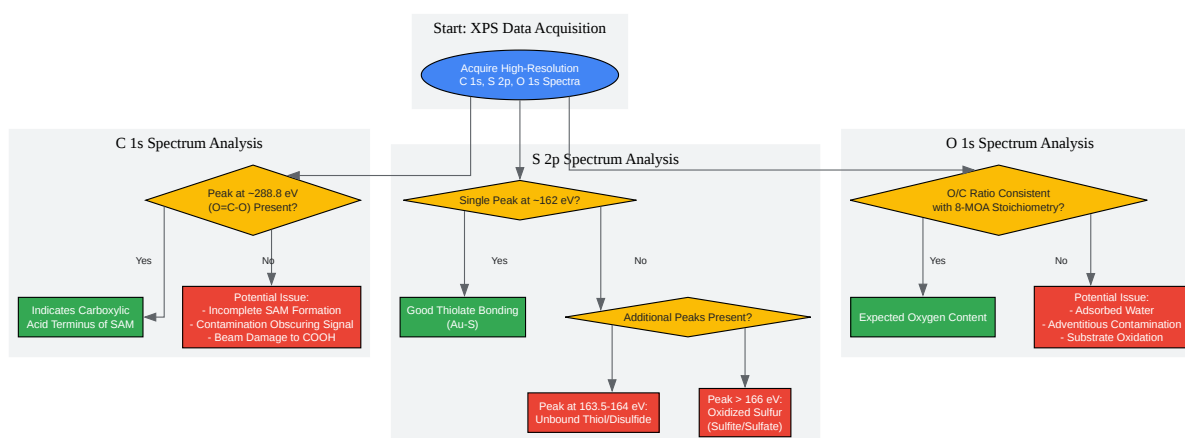 Start: XPS Data Acquisition
Acquire High-Resolution
C 1s, S 2p, O 1s Spectra
C 1s Spectrum Analysis
Peak at ~288.8 eV
(O=C-O) Present?
Yes
No
Indicates Carboxylic
Acid Terminus of SAM
Potential Issue:
- Incomplete SAM Formation
- Contamination Obscuring Signal
- Beam Damage to COOH
S 2p Spectrum Analysis
Single Peak at ~162 eV?
Yes
No
Good Thiolate Bonding
(Au-S)
Additional Peaks Present?
Peak at 163.5-164 eV:
Unbound Thiol/Disulfide
Peak > 166 eV:
Oxidized Sulfur
(Sulfite/Sulfate)
O 1s Spectrum Analysis
O/C Ratio Consistent
with 8-MOA Stoichiometry?
Yes
No
Expected Oxygen Content
Potential Issue:
- Adsorbed Water
- Adventitious Contamination
- Substrate Oxidation